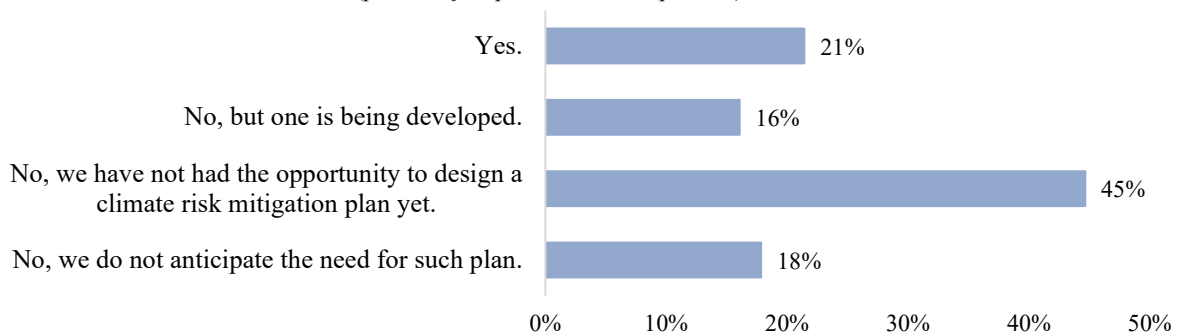 Yes.
21%
No, but one is being developed.
16%
No, we have not had the opportunity to design a
climate risk mitigation plan yet.
45%
No, we do not anticipate the need for such plan.
18%
0% 10% 20% 30% 40% 50%